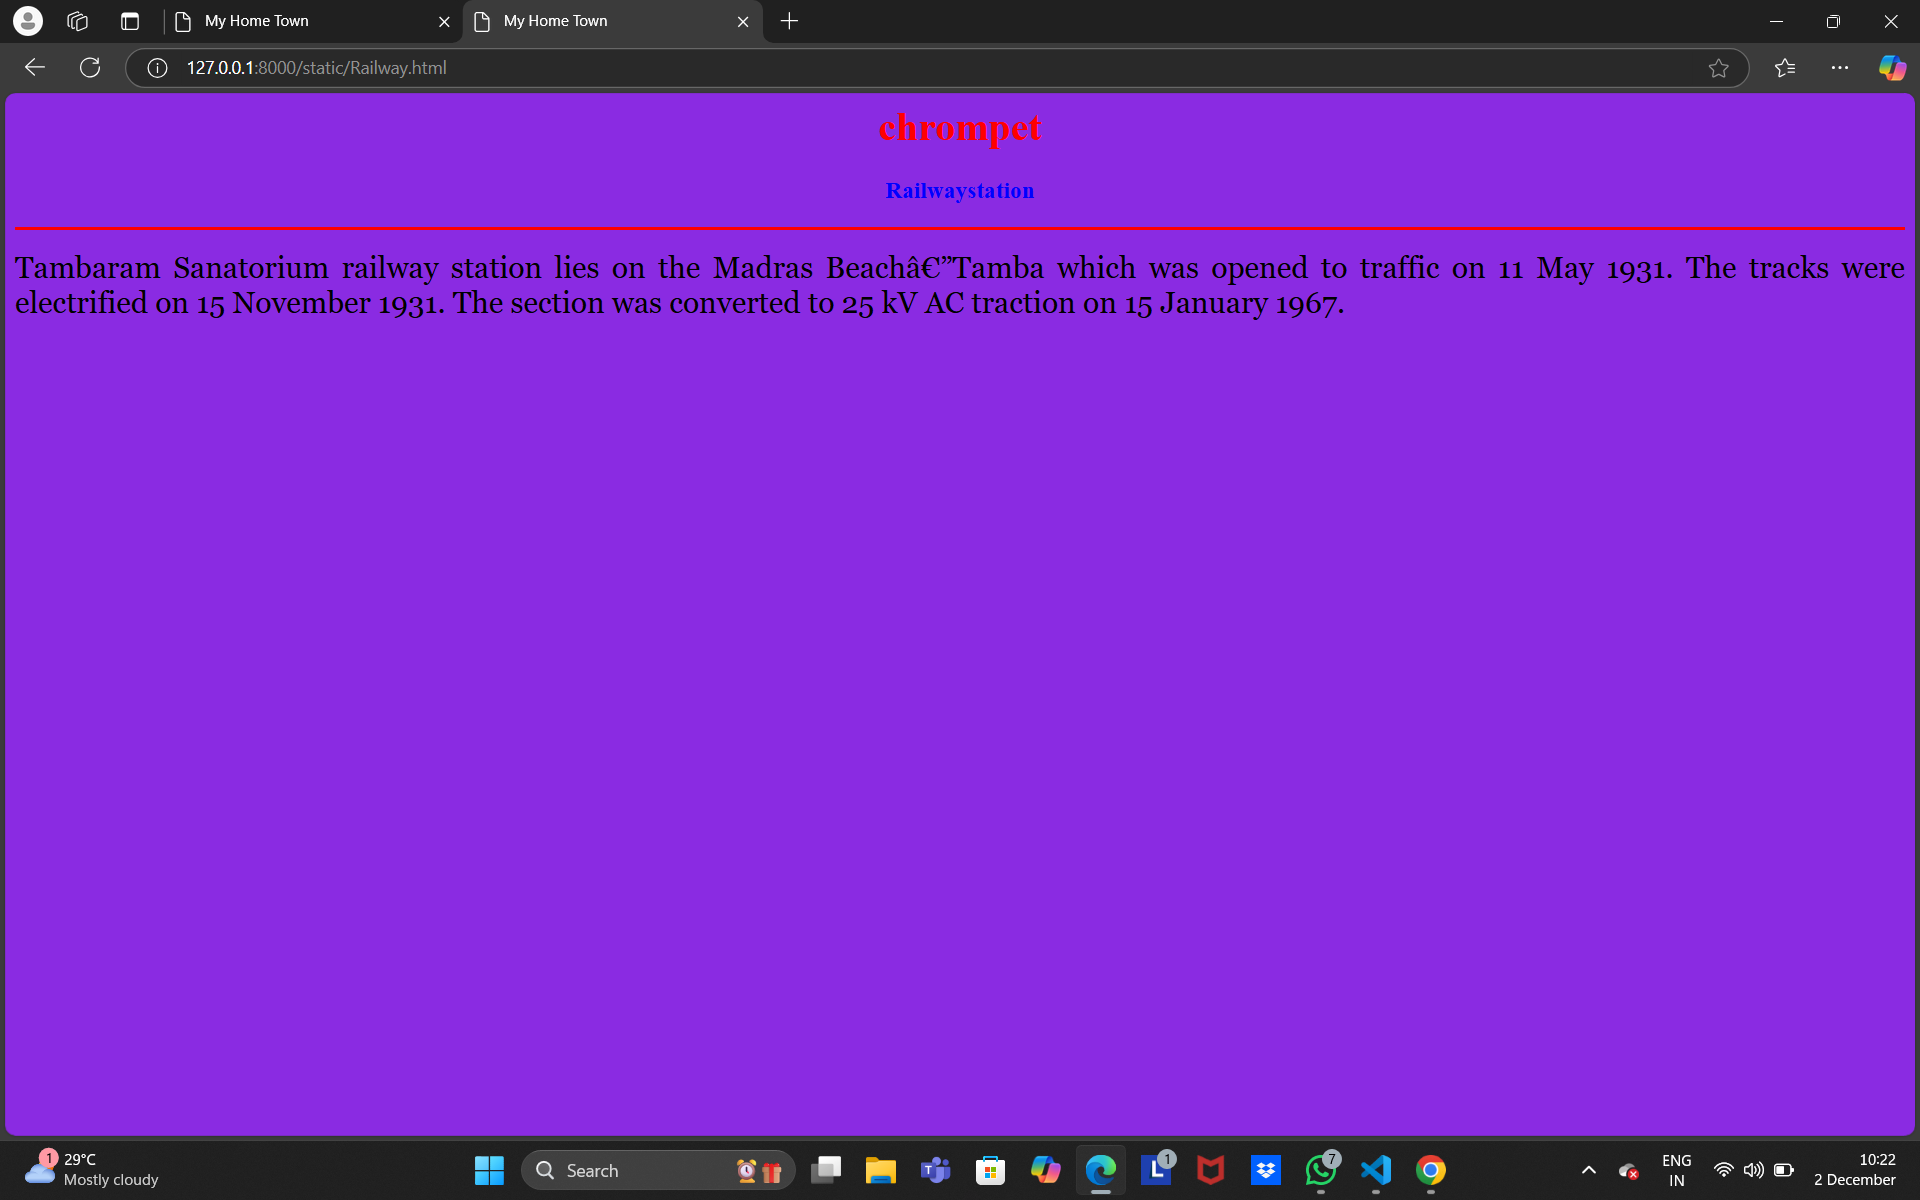 My Home Town
My Home Town
127.0.0.1:8000/static/Railway.html
chrompet
Railwaystation
Tambaram Sanatorium railway station lies on the Madras Beachâ€”Tamba which was opened to traffic on 11 May 1931. The tracks were
electrified on 15 November 1931. The section was converted to 25 kV AC traction on 15 January 1967.
1
29°C
Mostly cloudy
Search
T
L
1
7
ENG
IN
10:22
2 December